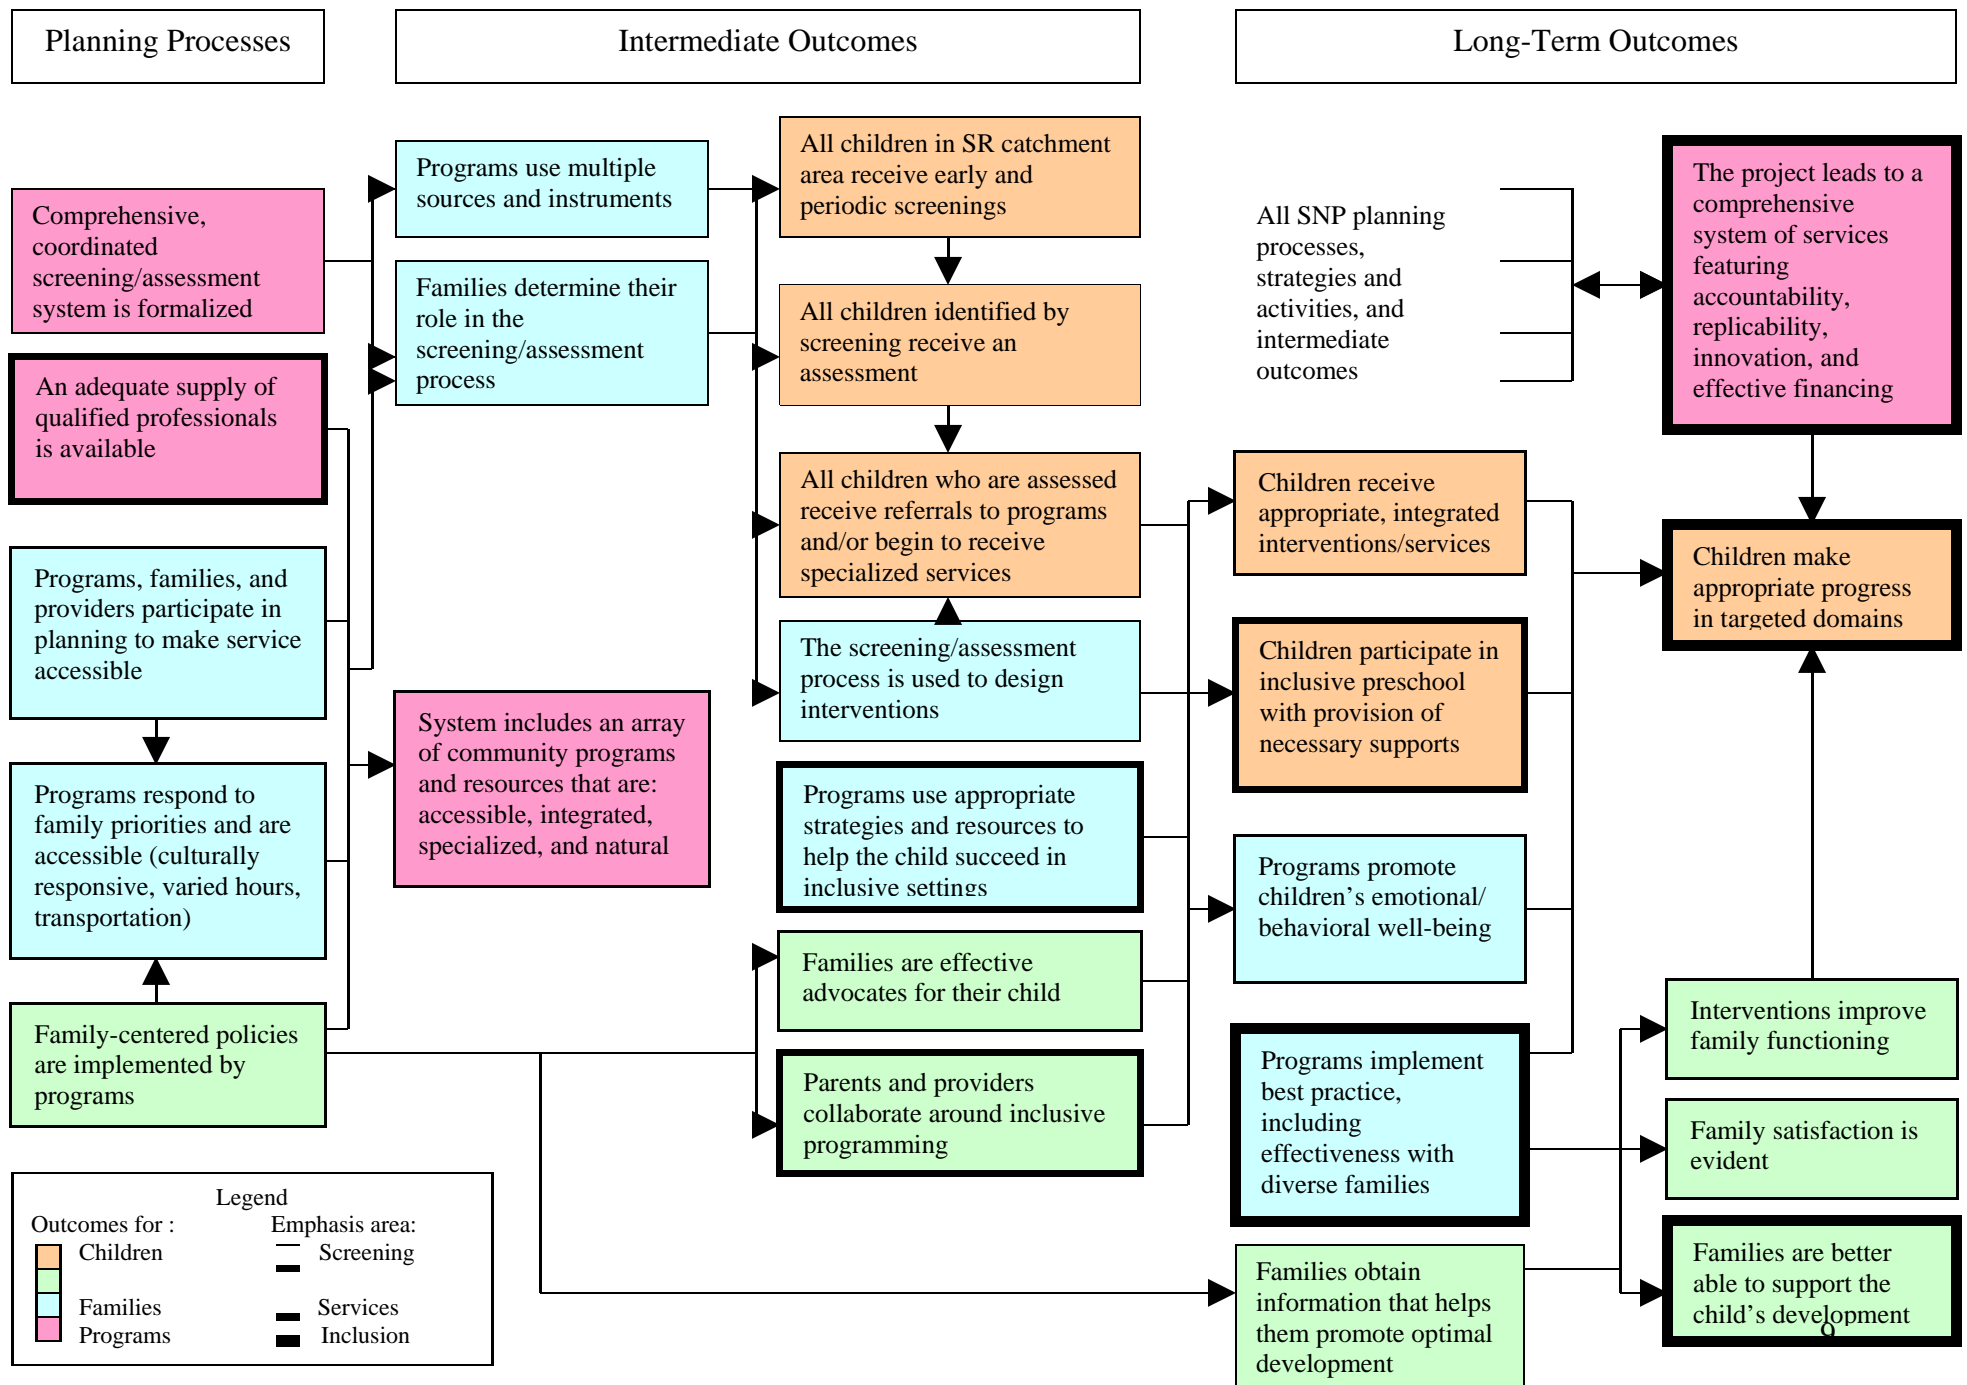 Planning Processes
Intermediate Outcomes
Long-Term Outcomes
Comprehensive,
coordinated
screening/assessment
system is formalized
An adequate supply of
qualified professionals
is available
Programs, families, and
providers participate in
planning to make service
accessible
Programs respond to
family priorities and are
accessible (culturally
responsive, varied hours,
transportation)
Family-centered policies
are implemented by
programs
Programs use multiple
sources and instruments
Families determine their
role in the
screening/assessment
process
System includes an array
of community programs
and resources that are:
accessible, integrated,
specialized, and natural
All children in SR catchment
area receive early and
periodic screenings
All children identified by
screening receive an
assessment
All children who are assessed
receive referrals to programs
and/or begin to receive
specialized services
The screening/assessment
process is used to design
interventions
Programs use appropriate
strategies and resources to
help the child succeed in
inclusive settings
Families are effective
advocates for their child
Parents and providers
collaborate around inclusive
programming
All SNP planning
processes,
strategies and
activities, and
intermediate
outcomes
Children receive
appropriate, integrated
interventions/services
Children participate in
inclusive preschool
with provision of
necessary supports
Programs promote
children’s emotional/
behavioral well-being
Programs implement
best practice,
including
effectiveness with
diverse families
Families obtain
information that helps
them promote optimal
development
The project leads to a
comprehensive
system of services
featuring
accountability,
replicability,
innovation, and
effective financing
Children make
appropriate progress
in targeted domains
Interventions improve
family functioning
Family satisfaction is
evident
Families are better
able to support the
child’s development
9
Legend
Outcomes for : Emphasis area:
Children Screening
Families Services
Programs Inclusion